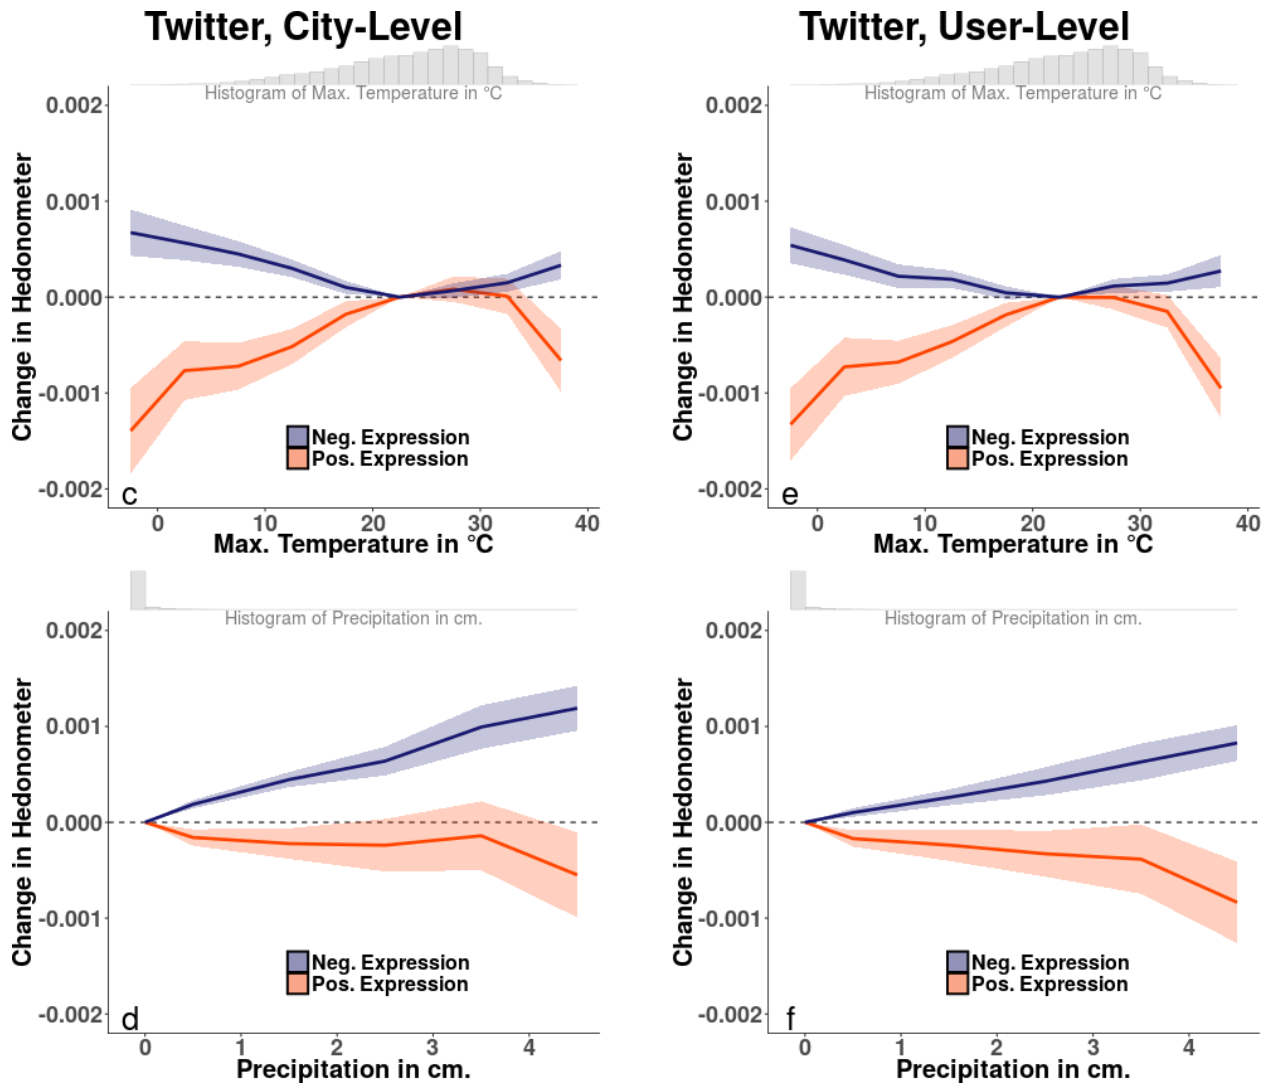 Twitter, City-Level
Twitter, User-Level
Histogram of Max. Temperature in °C
0.002
0.001
0.000
-0.001
-0.002
Change in Hedonometer
Neg. Expression
Pos. Expression
c
0 10 20 30 40
Max. Temperature in °C
Histogram of Max. Temperature in °C
0.002
0.001
0.000
-0.001
-0.002
Change in Hedonometer
Neg. Expression
Pos. Expression
e
0 10 20 30 40
Max. Temperature in °C
Histogram of Precipitation in cm.
0.002
0.001
0.000
-0.001
-0.002
Change in Hedonometer
Neg. Expression
Pos. Expression
d
0 1 2 3 4
Precipitation in cm.
Histogram of Precipitation in cm.
0.002
0.001
0.000
-0.001
-0.002
Change in Hedonometer
Neg. Expression
Pos. Expression
f
0 1 2 3 4
Precipitation in cm.